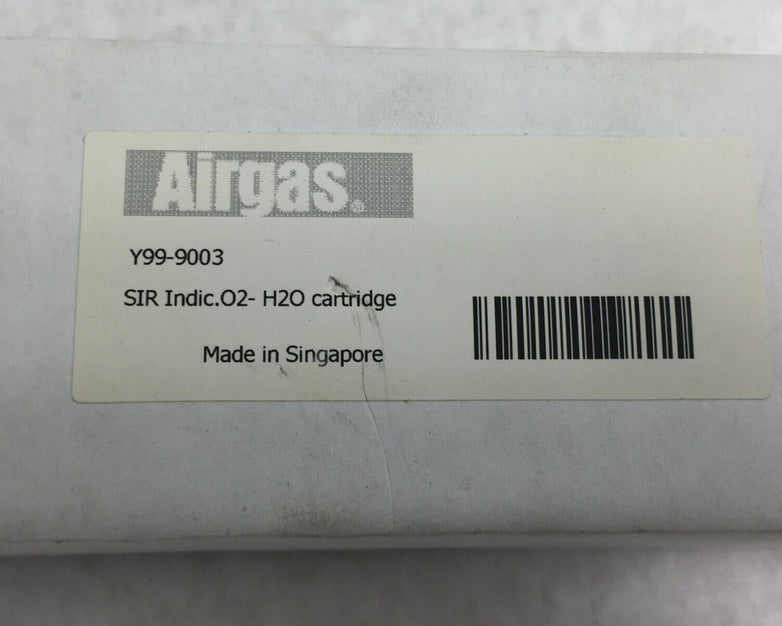 Airgas®
Y99-9003
SIR Indic.O2- H2O cartridge
Made in Singapore